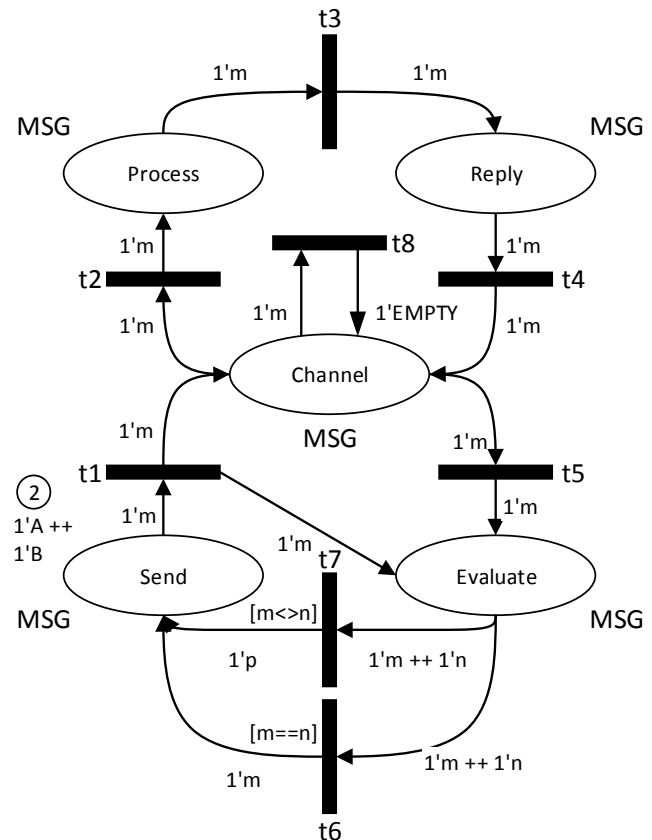 t3
1'm
1'm
MSG
MSG
Process
Reply
1'm
t8
1'm
t2
t4
1'm
1'm
1'EMPTY
1'm
Channel
1'm
MSG
1'm
t1
t5
2
1'm
1'm
1'A ++
1'B
1'm
t7
Send
Evaluate
MSG
[m<>n]
MSG
1'p
1'm ++ 1'n
[m==n]
1'm
1'm ++ 1'n
t6